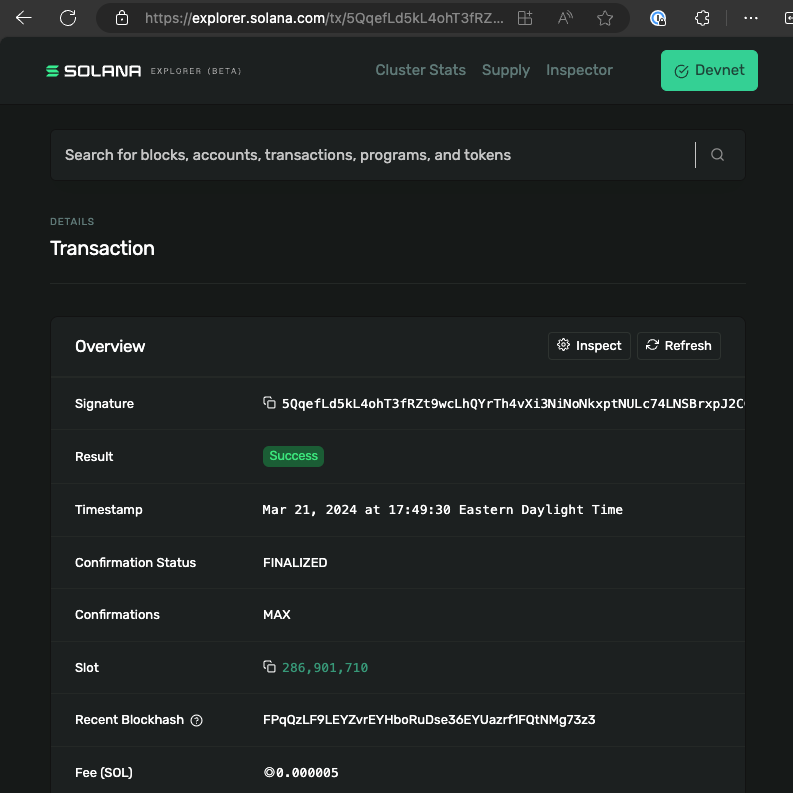 https://explorer.solana.com/tx/5QqefLd5kL4ohT3fRZ...
SOLANA EXPLORER (BETA)
Cluster Stats Supply Inspector Devnet
Search for blocks, accounts, transactions, programs, and tokens
DETAILS
Transaction
Overview Inspect Refresh
Signature 5QqefLd5kL4ohT3fRZt9wcLhQYrTh4vXi3NiNoNkxptNULc74LNSBrxpJ2C
Result Success
Timestamp Mar 21, 2024 at 17:49:30 Eastern Daylight Time
Confirmation Status FINALIZED
Confirmations MAX
Slot 286,901,710
Recent Blockhash FPqQzLF9LEYZvrEYHboRuDse36EYUazrf1FQtNMg73z3
Fee (SOL) ◎0.000005